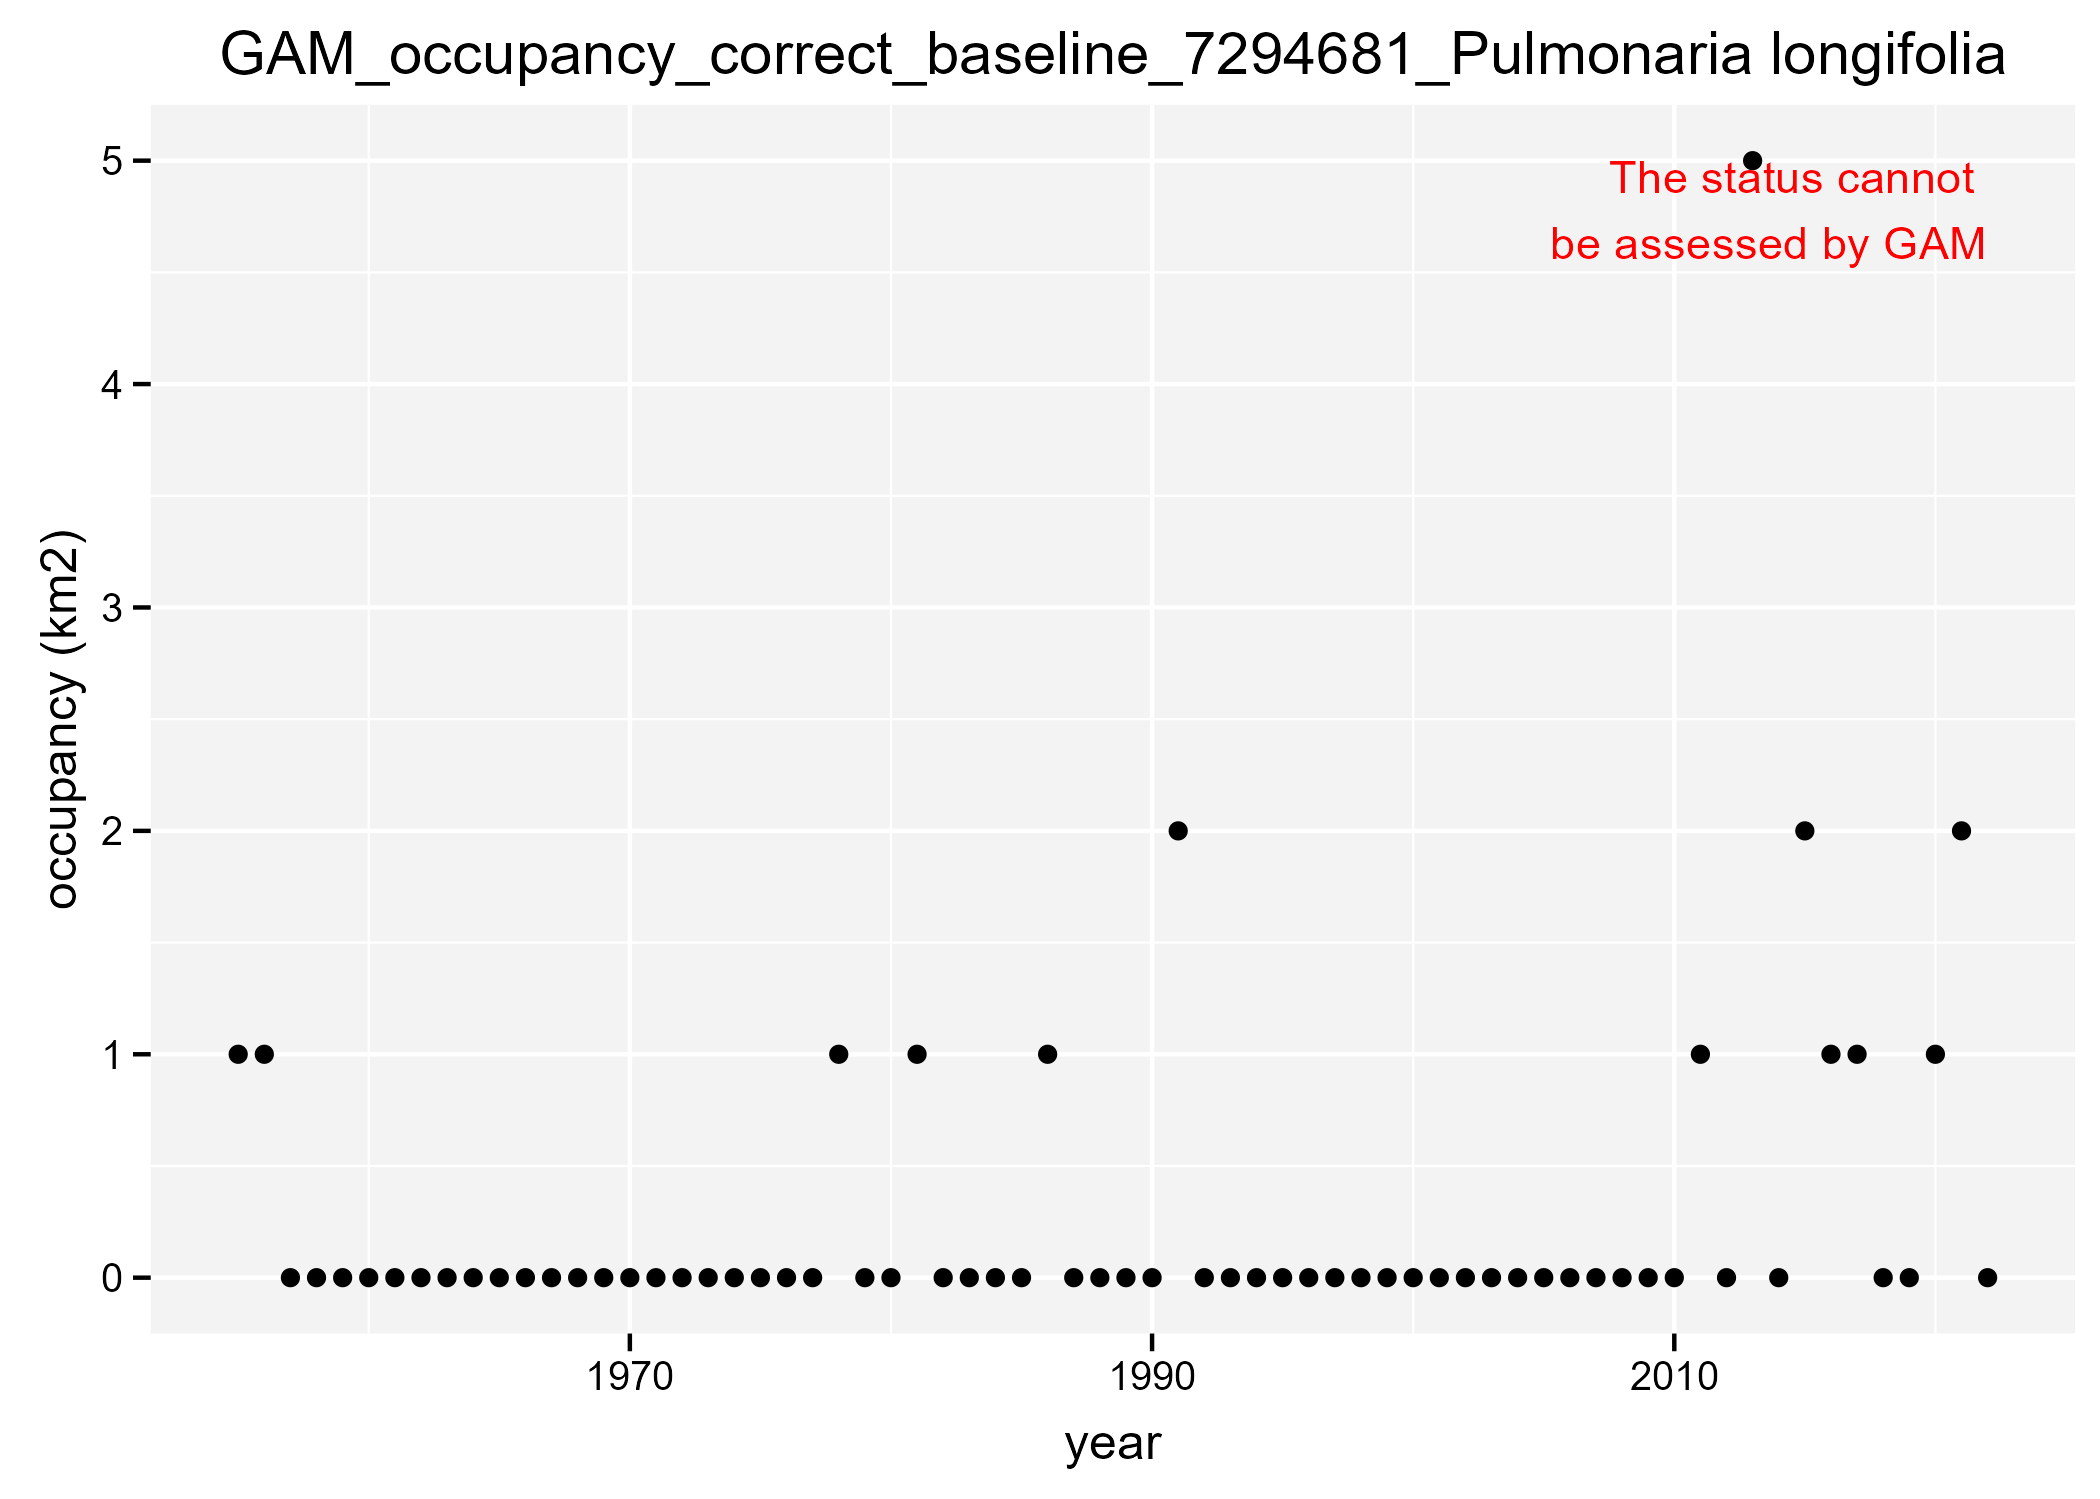 GAM_occupancy_correct_baseline_7294681_Pulmonaria longifolia
5
The status cannot
be assessed by GAM
4
3
2
1
0
occupancy (km2)
1970 1990 2010
year